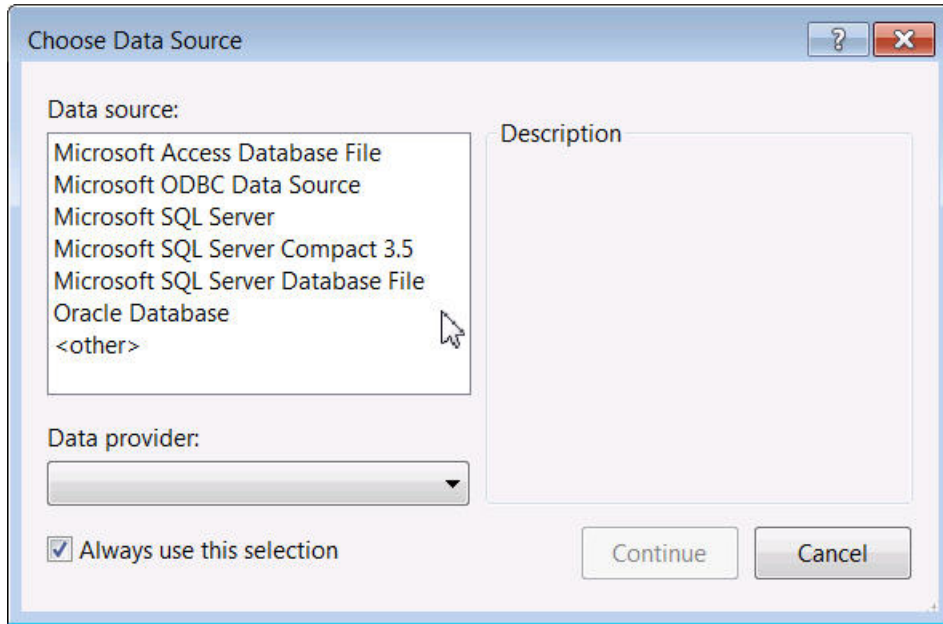 Choose Data Source
Data source:
Microsoft Access Database File
Microsoft ODBC Data Source
Microsoft SQL Server
Microsoft SQL Server Compact 3.5
Microsoft SQL Server Database File
Oracle Database
<other>
Description
Data provider:
Always use this selection
Continue
Cancel